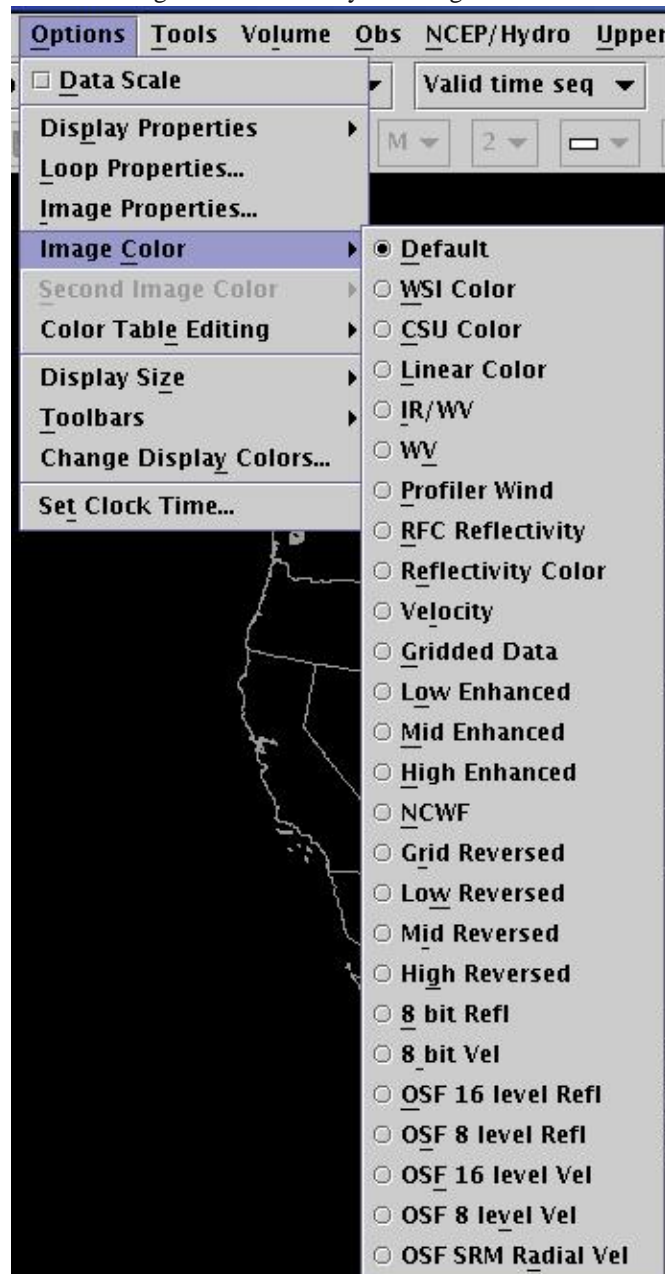 Options Tools Volume Obs NCEP/Hydro Upper
Data Scale
Valid time seq
M 2
Display Properties
Loop Properties...
Image Properties...
Image Color
Second Image Color
Color Table Editing
Display Size
Toolbars
Change Display Colors...
Set Clock Time...
Default
WSI Color
CSU Color
Linear Color
IR/WV
WV
Profiler Wind
RFC Reflectivity
Reflectivity Color
Velocity
Gridded Data
Low Enhanced
Mid Enhanced
High Enhanced
NCWF
Grid Reversed
Low Reversed
Mid Reversed
High Reversed
8 bit Refl
8 bit Vel
OSF 16 level Refl
OSF 8 level Refl
OSF 16 level Vel
OSF 8 level Vel
OSF SRM Radial Vel